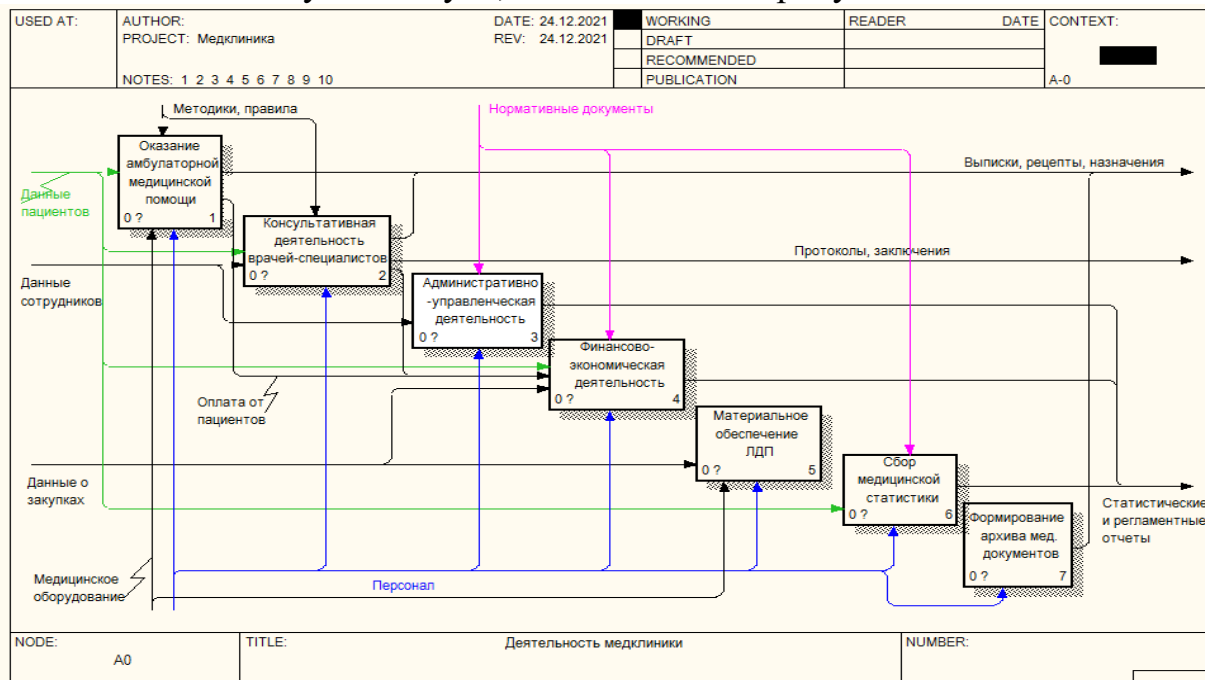 USED AT:
AUTHOR:
DATE: 24.12.2021
WORKING
READER
DATE
CONTEXT:
PROJECT: Медклиника
REV: 24.12.2021
DRAFT
RECOMMENDED
NOTES: 1 2 3 4 5 6 7 8 9 10
PUBLICATION
A-0
Методики, правила
Нормативные документы
Оказание
амбулаторной
медицинской
помощи
0 ? 1
Выписки, рецепты, назначения
Данные
пациентов
Консультативная
деятельность
врачей-специалистов
0 ? 2
Протоколы, заключения
Данные
сотрудников
Административно
-управленческая
деятельность
0 ? 3
Финансово-
экономическая
деятельность
0 ? 4
Оплата от
пациентов
Материальное
обеспечение
ЛДП
0 ? 5
Данные о
закупках
Сбор
медицинской
статистики
0 ? 6
Статистические
и регламентные
отчеты
Формирование
архива мед.
документов
0 ? 7
Медицинское
оборудование
Персонал
NODE:
A0
TITLE:
Деятельность медклиники
NUMBER: